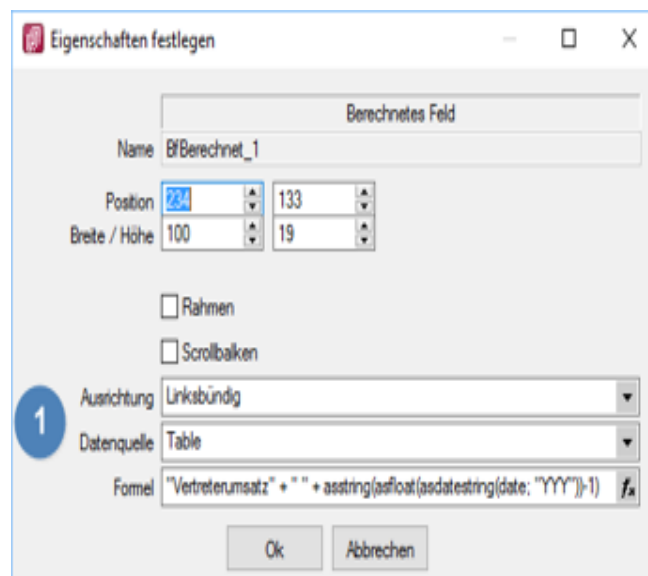 Eigenschaften festlegen
Berechnetes Feld
Name BfBerechnet_1
Position 234 133
Breite / Höhe 100 19
Rahmen
Scrollbalken
1
Ausrichtung Linksbündig
Datenquelle Table
Formel "Vertreterumsatz" + " " + asstring(asfloat(asdatestring(date; "YYY"))-1) fx
Ok Abbrechen